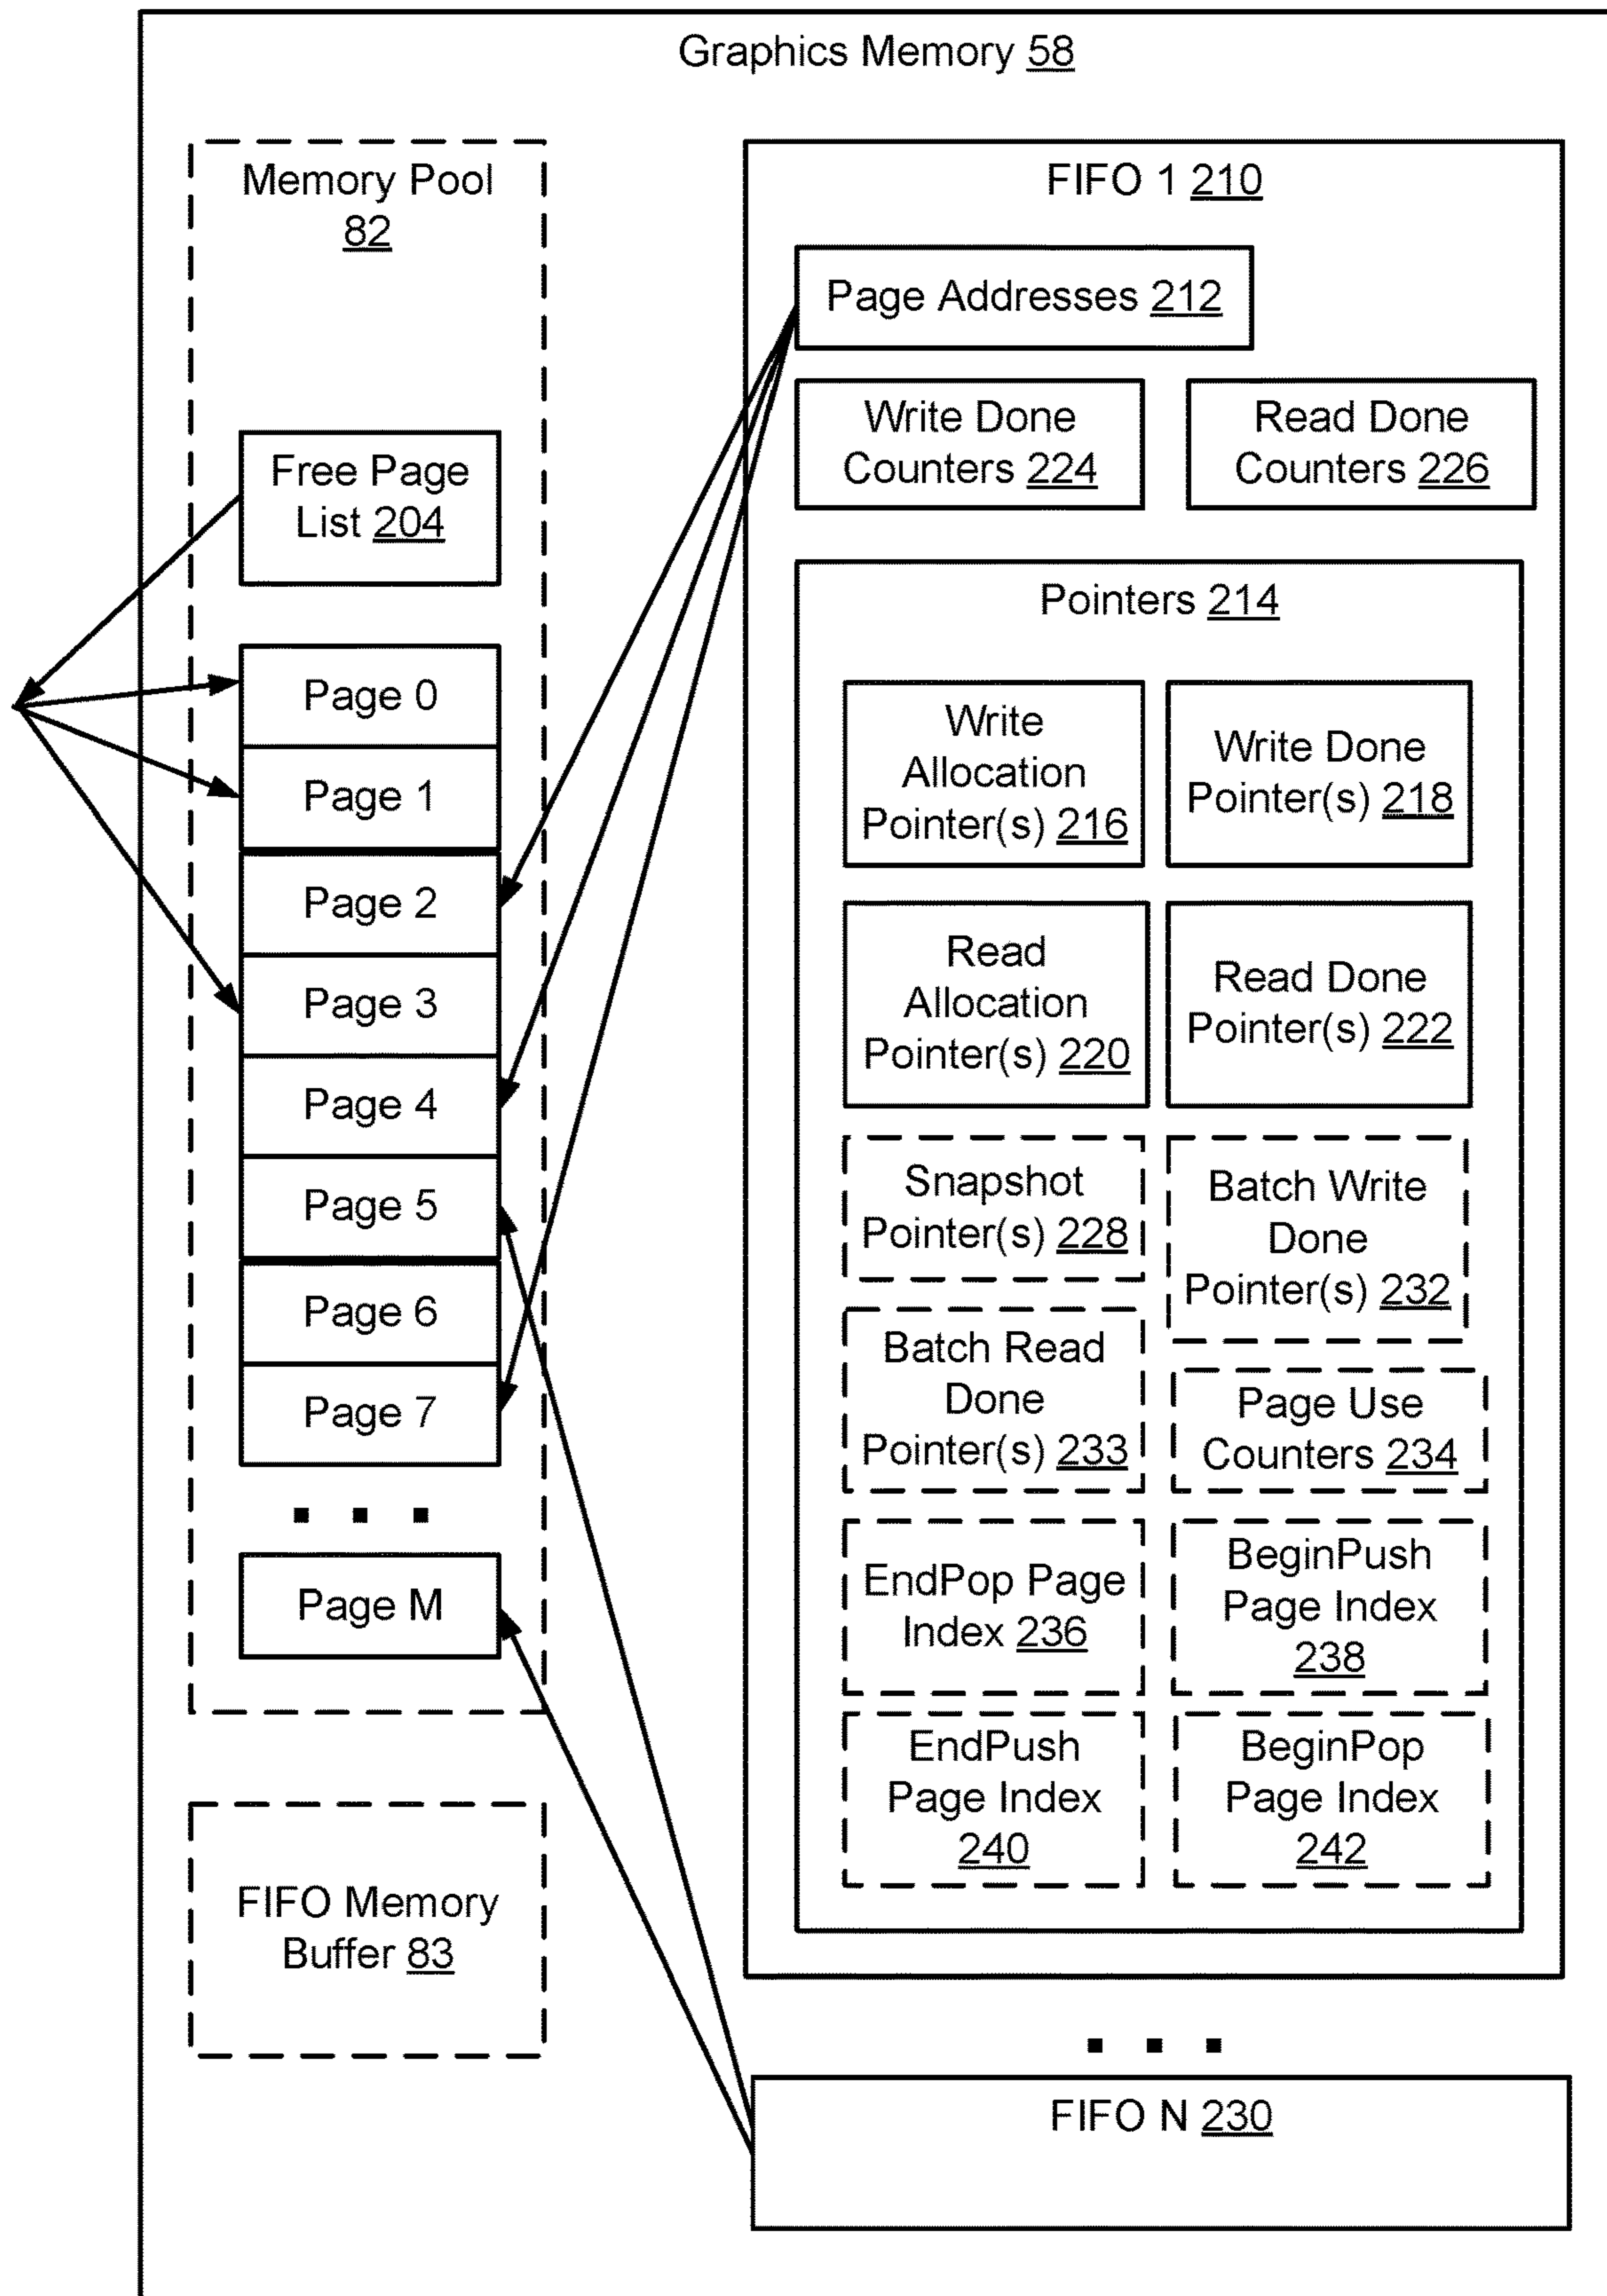 Graphics Memory 58
Memory Pool
82
Free Page
List 204
Page 0
Page 1
Page 2
Page 3
Page 4
Page 5
Page 6
Page 7
. . .
Page M
FIFO Memory
Buffer 83
FIFO 1 210
Page Addresses 212
Write Done
Counters 224
Read Done
Counters 226
Pointers 214
Write
Allocation
Pointer(s) 216
Write Done
Pointer(s) 218
Read
Allocation
Pointer(s) 220
Read Done
Pointer(s) 222
Snapshot
Pointer(s) 228
Batch Write
Done
Pointer(s) 232
Batch Read
Done
Pointer(s) 233
Page Use
Counters 234
EndPop Page
Index 236
BeginPush
Page Index
238
EndPush
Page Index
240
BeginPop
Page Index
242
. . .
FIFO N 230